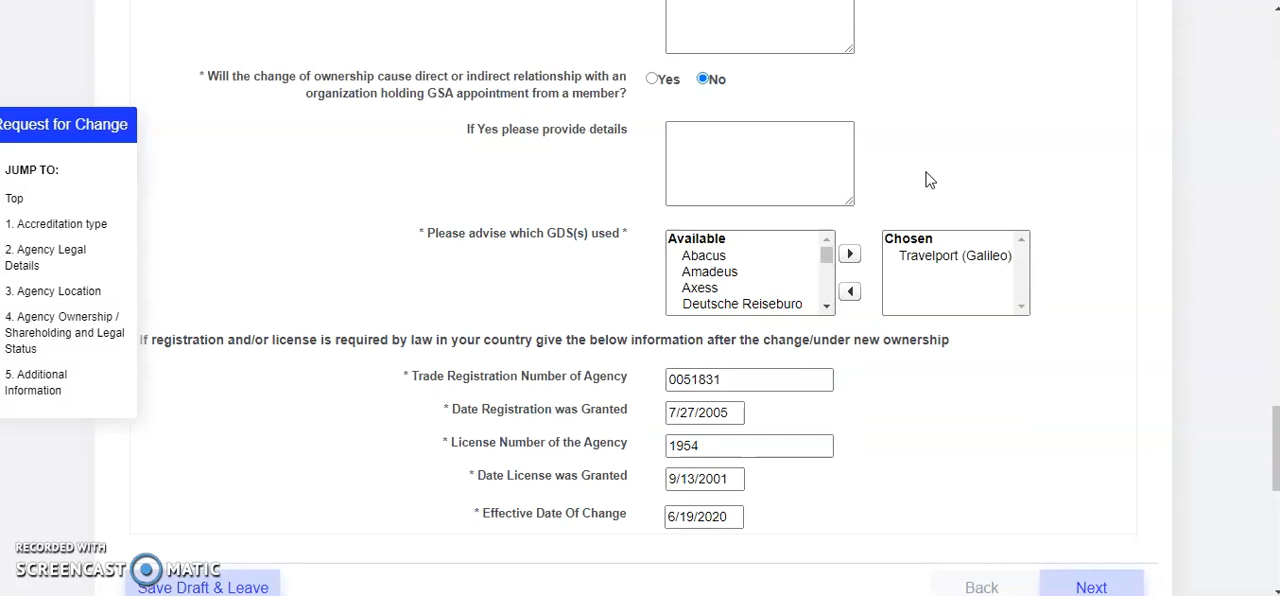 * Will the change of ownership cause direct or indirect relationship with an
organization holding GSA appointment from a member?
Yes
No
Request for Change
If Yes please provide details
JUMP TO:
Top
1. Accreditation type
2. Agency Legal
Details
3. Agency Location
4. Agency Ownership /
Shareholding and Legal
Status
5. Additional
Information
* Please advise which GDS(s) used *
Available
Abacus
Amadeus
Axess
Deutsche Reiseburo
Chosen
Travelport (Galileo)
If registration and/or license is required by law in your country give the below information after the change/under new ownership
* Trade Registration Number of Agency
0051831
* Date Registration was Granted
7/27/2005
* License Number of the Agency
1954
* Date License was Granted
9/13/2001
* Effective Date Of Change
6/19/2020
RECORDED WITH
SCREENCAST MATIC
Save Draft & Leave
Back
Next